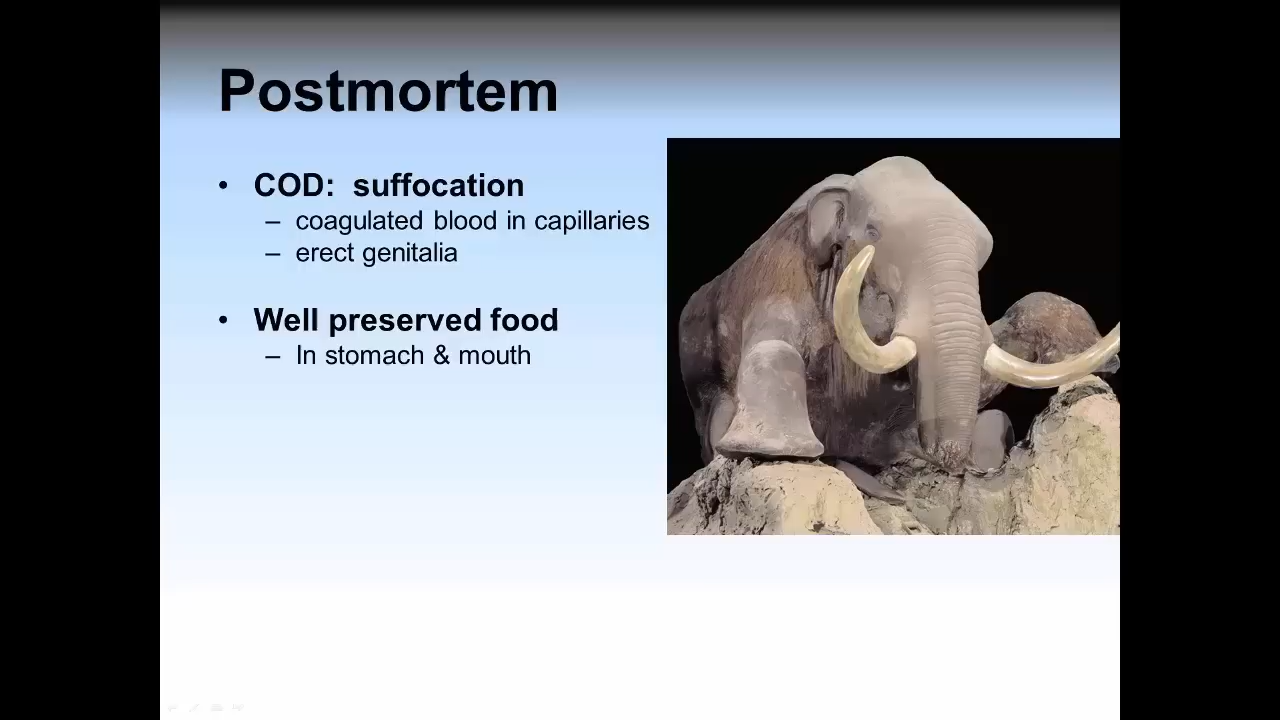 Postmortem
• COD:  suffocation
– coagulated blood in capillaries
– erect genitalia
• Well preserved food
– In stomach & mouth